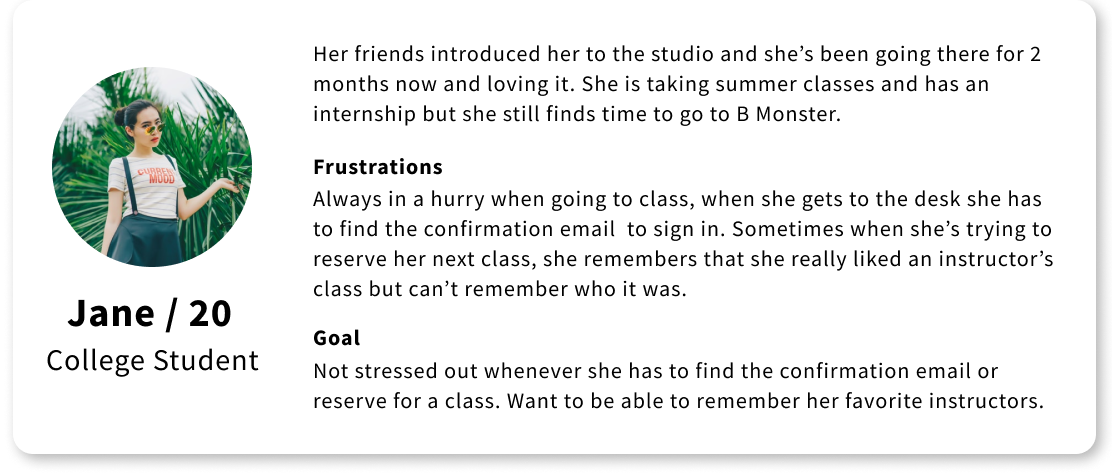 Her friends introduced her to the studio and she’s been going there for 2
months now and loving it. She is taking summer classes and has an
internship but she still finds time to go to B Monster.
Frustrations
Always in a hurry when going to class, when she gets to the desk she has
to find the confirmation email  to sign in. Sometimes when she’s trying to
reserve her next class, she remembers that she really liked an instructor’s
class but can’t remember who it was.
Goal
Not stressed out whenever she has to find the confirmation email or
reserve for a class. Want to be able to remember her favorite instructors.
CURRENT
MOOD
Jane / 20
College Student